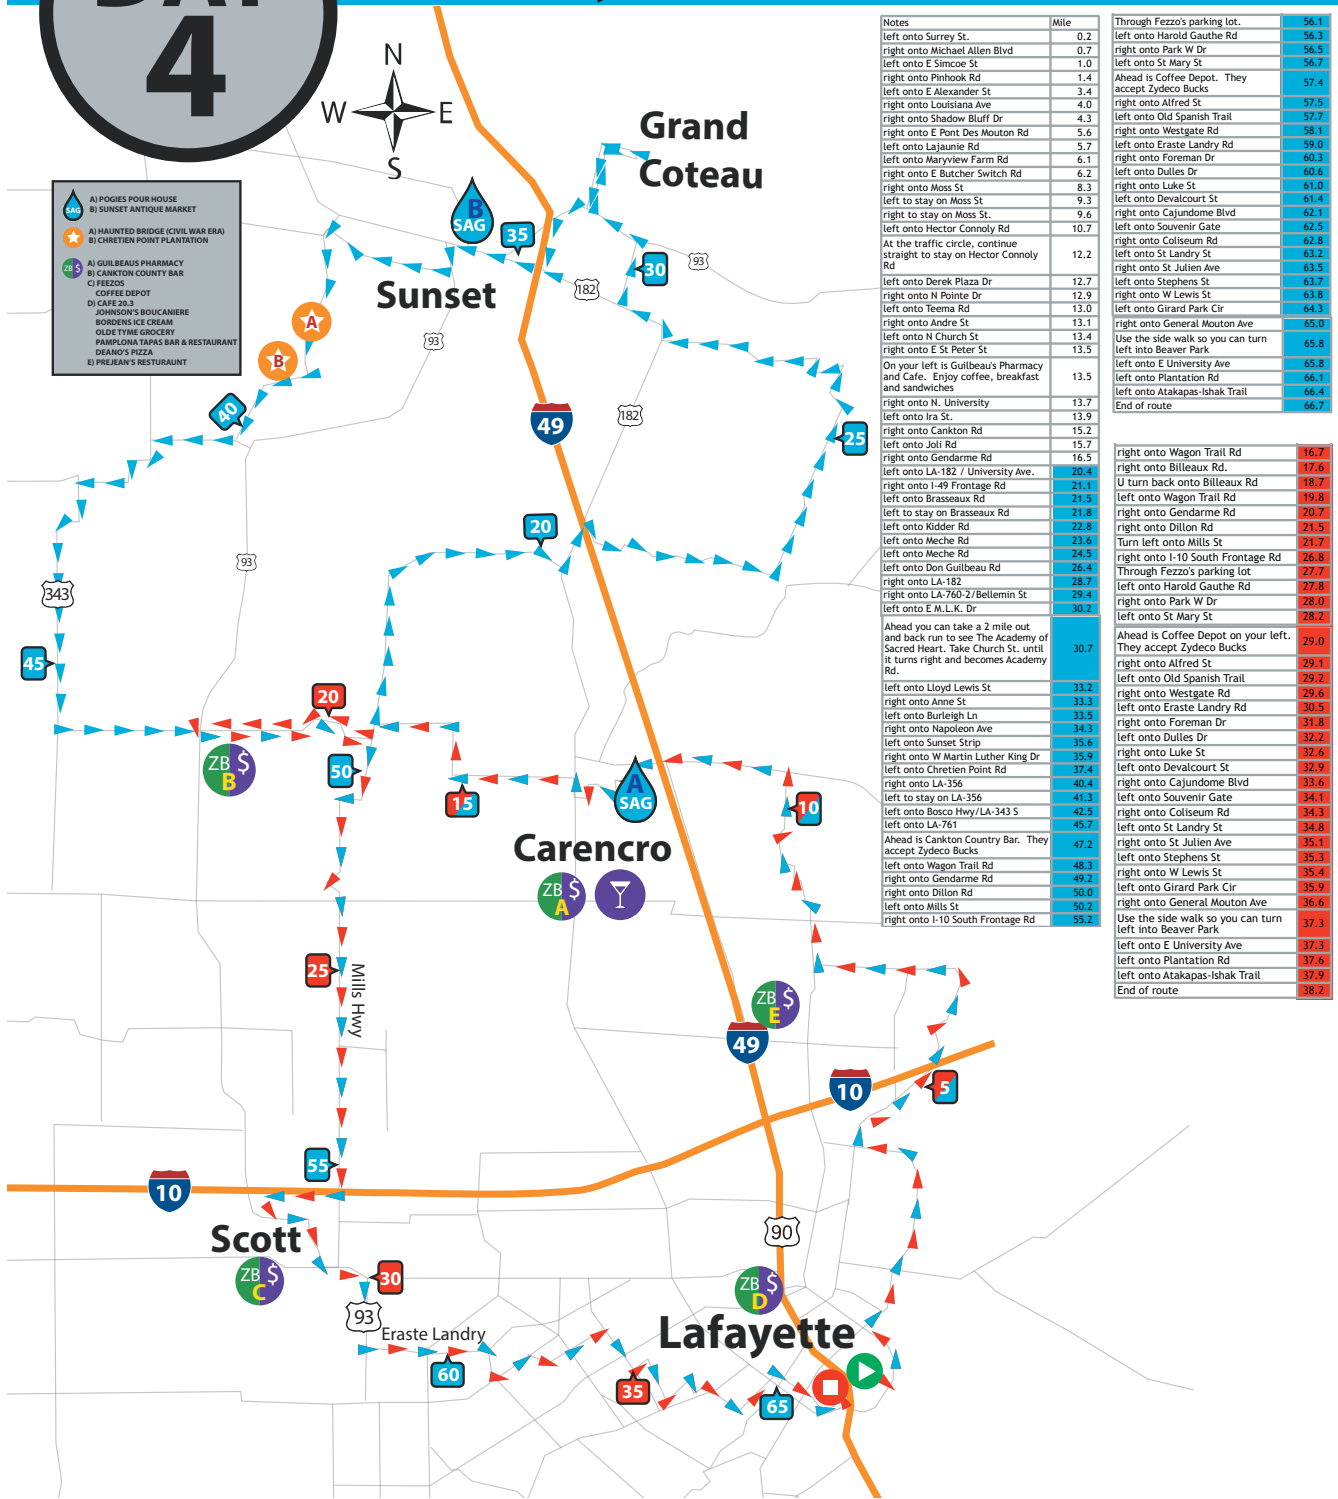 DAY
4
N
W
E
S
Grand
Coteau
SAG
A) POGIES POUR HOUSE
B) SUNSET ANTIQUE MARKET
A) HAUNTED BRIDGE (CIVIL WAR ERA)
B) CHRETIEN POINT PLANTATION
ZB $
A) GUILBEAUS PHARMACY
B) CANKTON COUNTY BAR
C) FEEZOS
COFFEE DEPOT
D) CAFE 20.3
JOHNSON'S BOUCANIERE
BORDENS ICE CREAM
OLDE TYME GROCERY
PAMPLONA TAPAS BAR & RESTAURANT
DEANO'S PIZZA
E) PREJEAN'S RESTURAUNT
B
SAG
35
30
93
182
Sunset
A
B
93
40
182
49
25
20
93
343
45
20
ZB $
B
50
15
A
SAG
10
Carencro
ZB $
A
25
Mills Hwy
ZB $
E
49
10
5
55
10
Scott
ZB $
C
30
93
Eraste Landry
60
35
65
90
ZB $
D
Lafayette
Notes Mile
left onto Surrey St. 0.2
right onto Michael Allen Blvd 0.7
left onto E Simcoe St 1.0
right onto Pinhook Rd 1.4
left onto E Alexander St 3.4
right onto Louisiana Ave 4.0
right onto Shadow Bluff Dr 4.3
right onto E Pont Des Mouton Rd 5.6
left onto Lajaunie Rd 5.7
left onto Maryview Farm Rd 6.1
right onto E Butcher Switch Rd 6.2
right onto Moss St 8.3
left to stay on Moss St 9.3
right to stay on Moss St. 9.6
left onto Hector Connoly Rd 10.7
At the traffic circle, continue
straight to stay on Hector Connoly
Rd 12.2
left onto Derek Plaza Dr 12.7
right onto N Pointe Dr 12.9
left onto Teema Rd 13.0
right onto Andre St 13.1
left onto N Church St 13.4
right onto E St Peter St 13.5
On your left is Guilbeau's Pharmacy
and Cafe. Enjoy coffee, breakfast
and sandwiches 13.5
right onto N. University 13.7
left onto Ira St. 13.9
right onto Cankton Rd 15.2
left onto Joli Rd 15.7
right onto Gendarme Rd 16.5
left onto LA-182 / University Ave. 20.4
right onto I-49 Frontage Rd 21.1
left onto Brasseaux Rd 21.5
left to stay on Brasseaux Rd 21.8
left onto Kidder Rd 22.8
left onto Meche Rd 23.6
left onto Meche Rd 24.5
left onto Don Guilbeau Rd 26.4
right onto LA-182 28.7
right onto LA-760-2/Bellemin St 29.4
left onto E M.L.K. Dr 30.2
Ahead you can take a 2 mile out
and back run to see The Academy of
Sacred Heart. Take Church St. until
it turns right and becomes Academy
Rd. 30.7
left onto Lloyd Lewis St 33.2
right onto Anne St 33.3
left onto Burleigh Ln 33.5
right onto Napoleon Ave 34.3
left onto Sunset Strip 35.6
right onto W Martin Luther King Dr 35.9
left onto Chretien Point Rd 37.4
right onto LA-356 40.4
left to stay on LA-356 41.3
left onto Bosco Hwy/LA-343 S 42.5
left onto LA-761 45.7
Ahead is Cankton Country Bar. They
accept Zydeco Bucks 47.2
left onto Wagon Trail Rd 48.3
right onto Gendarme Rd 49.2
right onto Dillon Rd 50.0
left onto Mills St 50.2
right onto I-10 South Frontage Rd 55.2
Through Fezzo's parking lot. 56.1
left onto Harold Gauthe Rd 56.3
right onto Park W Dr 56.5
left onto St Mary St 56.7
Ahead is Coffee Depot. They
accept Zydeco Bucks 57.4
right onto Alfred St 57.5
left onto Old Spanish Trail 57.7
right onto Westgate Rd 58.1
left onto Eraste Landry Rd 59.0
right onto Foreman Dr 60.3
left onto Dulles Dr 60.6
right onto Luke St 61.0
left onto Devalcourt St 61.4
right onto Cajundome Blvd 62.1
left onto Souvenir Gate 62.5
right onto Coliseum Rd 62.8
left onto St Landry St 63.2
right onto St Julien Ave 63.5
left onto Stephens St 63.7
right onto W Lewis St 63.8
left onto Girard Park Cir 64.3
right onto General Mouton Ave 65.0
Use the side walk so you can turn
left into Beaver Park 65.8
left onto E University Ave 65.8
left onto Plantation Rd 66.1
left onto Atakapas-Ishak Trail 66.4
End of route 66.7
right onto Wagon Trail Rd 16.7
right onto Billeaux Rd. 17.6
U turn back onto Billeaux Rd 18.7
left onto Wagon Trail Rd 19.8
right onto Gendarme Rd 20.7
right onto Dillon Rd 21.5
Turn left onto Mills St 21.7
right onto I-10 South Frontage Rd 26.8
Through Fezzo's parking lot 27.7
left onto Harold Gauthe Rd 27.8
right onto Park W Dr 28.0
left onto St Mary St 28.2
Ahead is Coffee Depot on your left.
They accept Zydeco Bucks 29.0
right onto Alfred St 29.1
left onto Old Spanish Trail 29.2
right onto Westgate Rd 29.6
left onto Eraste Landry Rd 30.5
right onto Foreman Dr 31.8
left onto Dulles Dr 32.2
right onto Luke St 32.6
left onto Devalcourt St 32.9
right onto Cajundome Blvd 33.6
left onto Souvenir Gate 34.1
right onto Coliseum Rd 34.3
left onto St Landry St 34.8
right onto St Julien Ave 35.1
left onto Stephens St 35.3
right onto W Lewis St 35.4
left onto Girard Park Cir 35.9
right onto General Mouton Ave 36.6
Use the side walk so you can turn
left into Beaver Park 37.3
left onto E University Ave 37.3
left onto Plantation Rd 37.6
left onto Atakapas-Ishak Trail 37.9
End of route 38.2